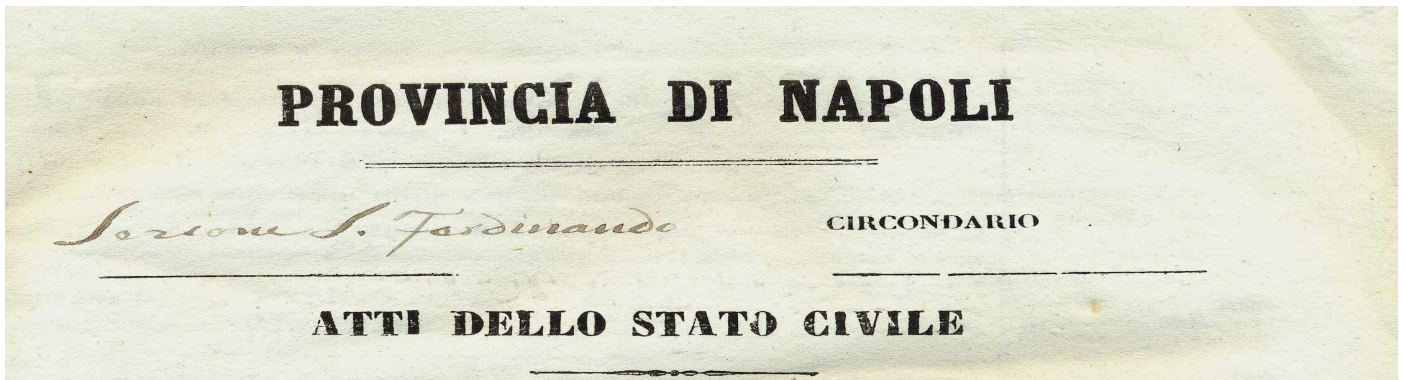 PROVINCIA DI NAPOLI
Sezione S. Ferdinando CIRCONDARIO
ATTI DELLO STATO CIVILE